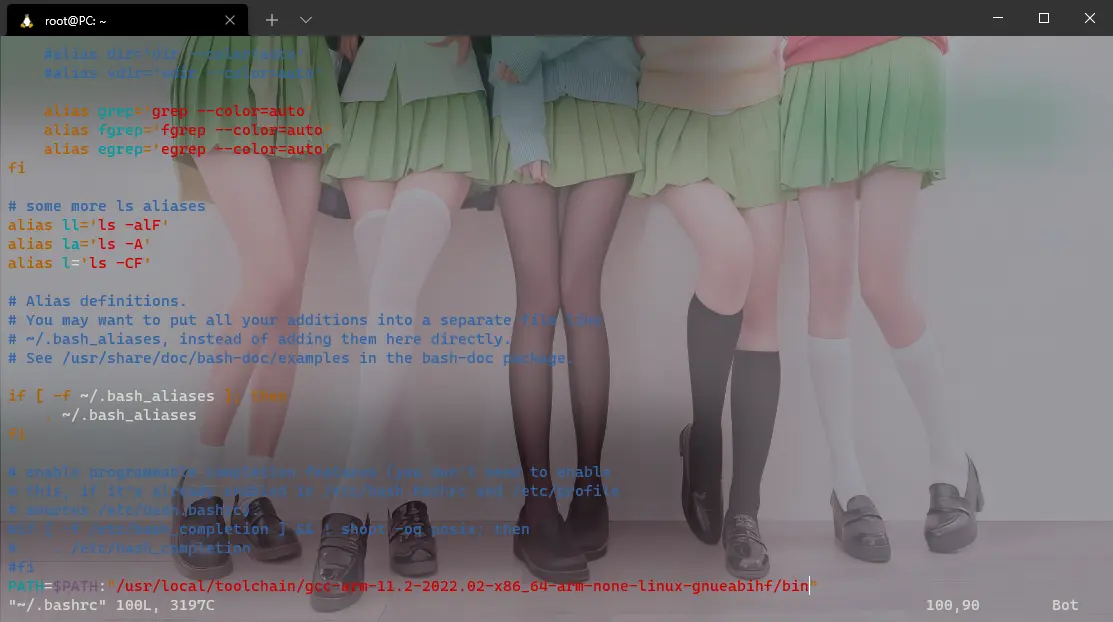 root@PC: ~
#alias dir='dir --color=auto'
#alias vdir='vdir --color=auto'
alias grep='grep --color=auto'
alias fgrep='fgrep --color=auto'
alias egrep='egrep --color=auto'
fi
# some more ls aliases
alias ll='ls -alF'
alias la='ls -A'
alias l='ls -CF'
# Alias definitions.
# You may want to put all your additions into a separate file like
# ~/.bash_aliases, instead of adding them here directly.
# See /usr/share/doc/bash-doc/examples in the bash-doc package.
if [ -f ~/.bash_aliases ]; then
. ~/.bash_aliases
fi
# enable programmable completion features (you don't need to enable
# this, if it's already enabled in /etc/bash.bashrc and /etc/profile
# sources /etc/bash.bashrc).
#if [ -f /etc/bash_completion ] && ! shopt -oq posix; then
#    . /etc/bash_completion
#fi
PATH=$PATH:"/usr/local/toolchain/gcc-arm-11.2-2022.02-x86_64-arm-none-linux-gnueabihf/bin"
"~/.bashrc" 100L, 3197C 100,90 Bot